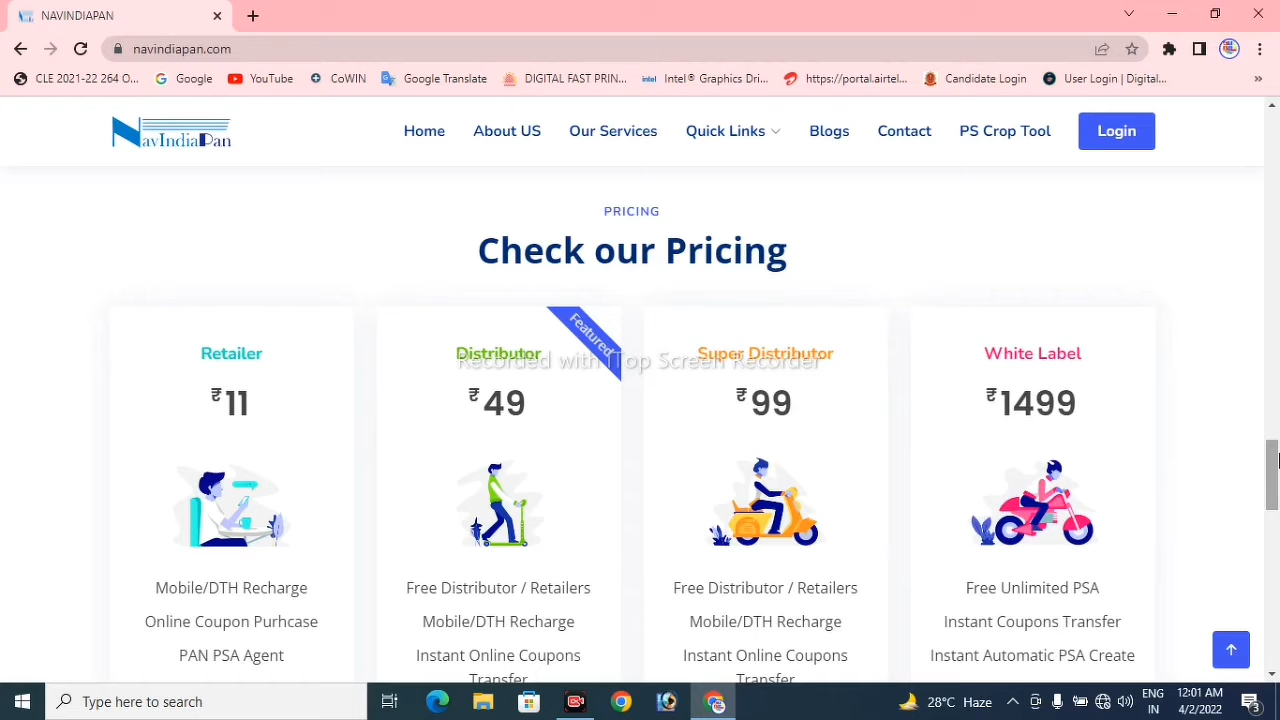 NAVINDIAPAN
navindiapan.com
CLE 2021-22 264 O...
Google
YouTube
CoWIN
Google Translate
DIGITAL FAST PRIN...
intel
Intel® Graphics Dri...
https://portal.airtel...
Candidate Login
User Login | Digital...
»
NavIndiaPan
Home
About US
Our Services
Quick Links
Blogs
Contact
PS Crop Tool
Login
PRICING
Check our Pricing
Featured
Retailer
Distributor
Super Distributor
White Label
Recorded with iTop Screen Recorder
₹11
₹49
₹99
₹1499
Mobile/DTH Recharge
Free Distributor / Retailers
Free Distributor / Retailers
Free Unlimited PSA
Online Coupon Purhcase
Mobile/DTH Recharge
Mobile/DTH Recharge
Instant Coupons Transfer
PAN PSA Agent
Instant Online Coupons
Transfer
Instant Online Coupons
Transfer
Instant Automatic PSA Create
Type here to search
28°C Haze
ENG
IN
12:01 AM
4/2/2022
3